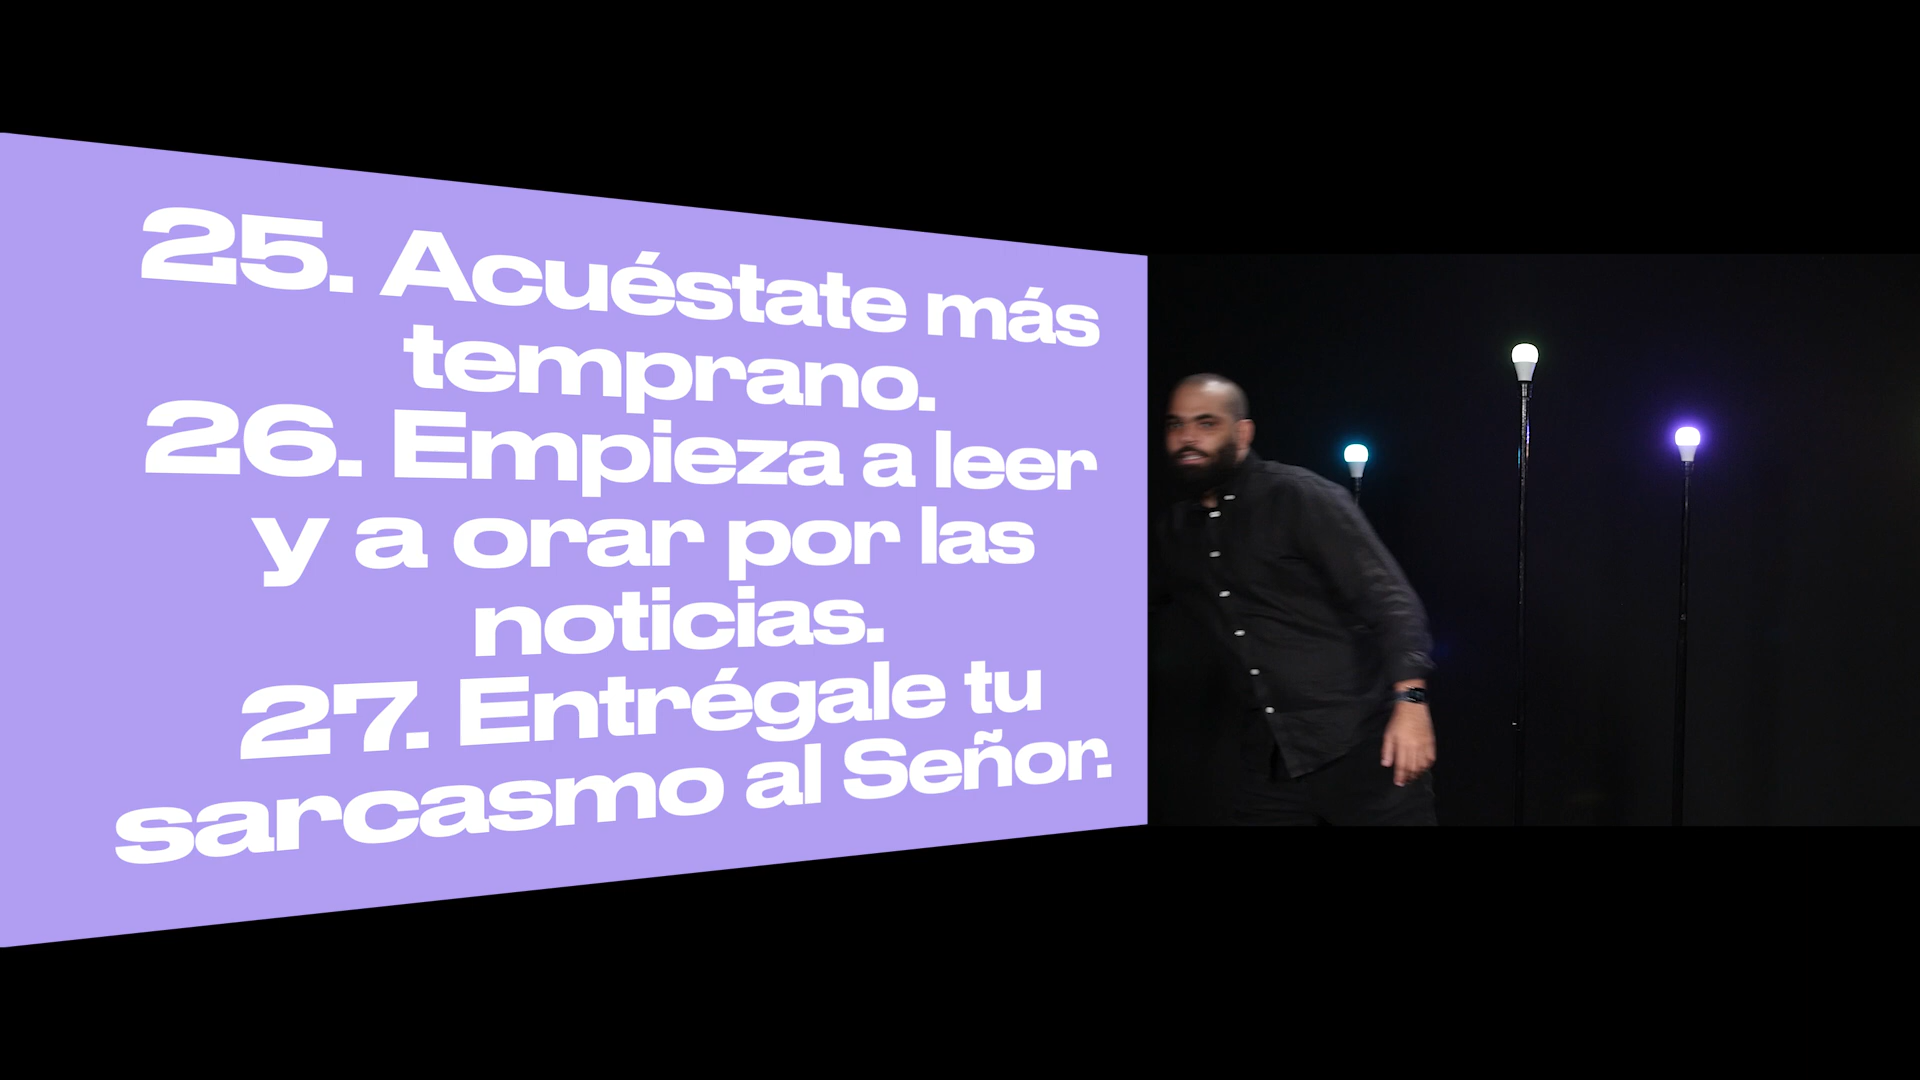 25. Acuéstate más
temprano.
26. Empieza a leer
y a orar por las
noticias.
27. Entrégale tu
sarcasmo al Señor.